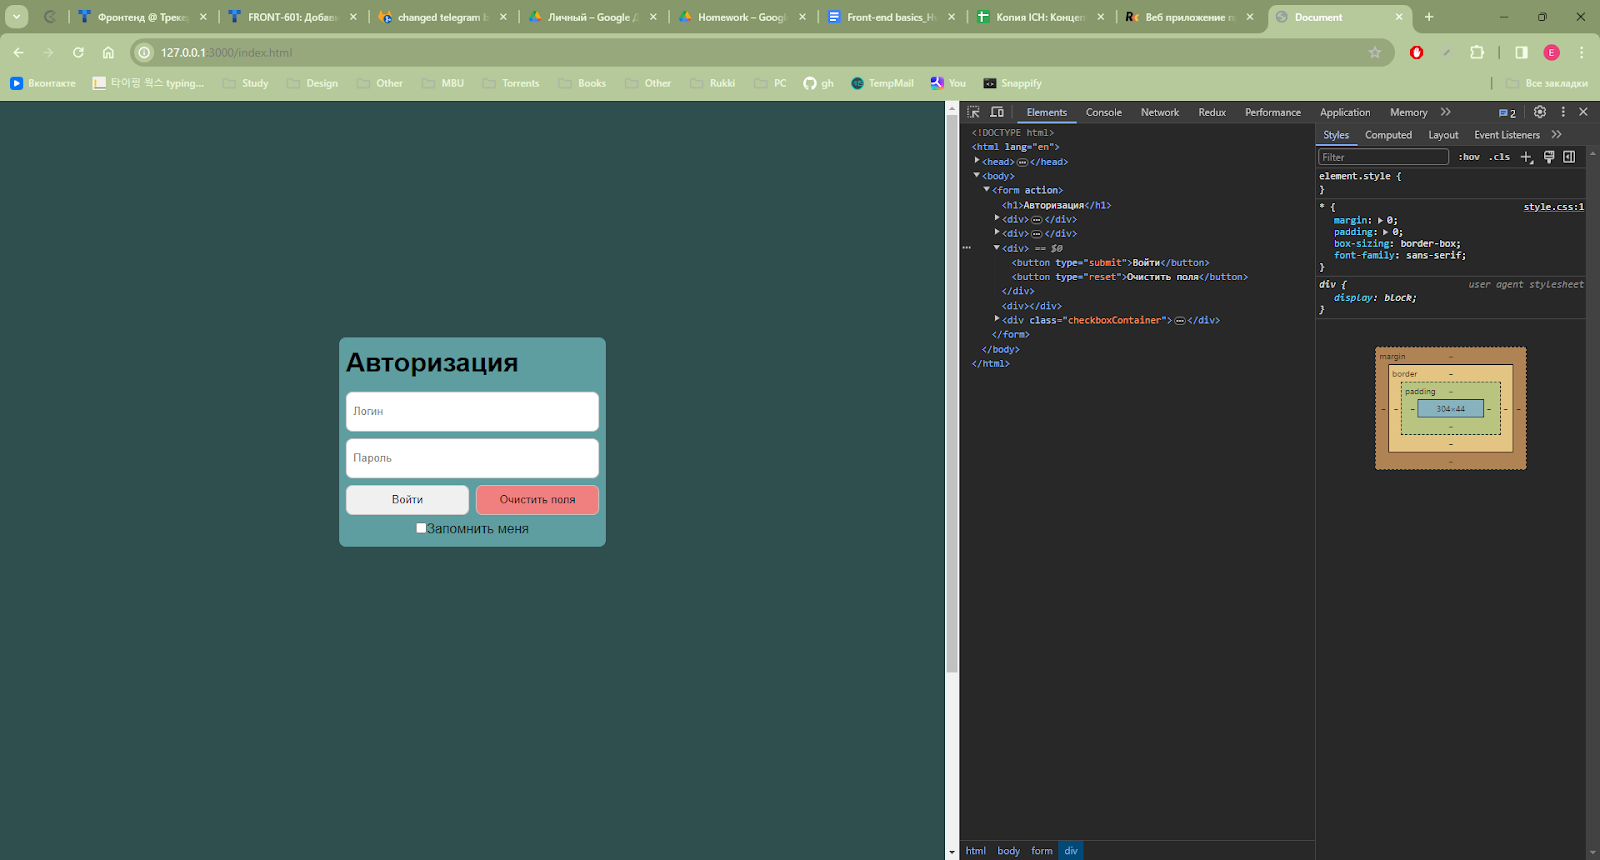 Фронтенд @ Треке
FRONT-601: Добави
changed telegram b
Личный – Google Д
Homework – Google
Front-end basics_H
Копия ICH: Концеп
Веб приложение п
Document
127.0.0.1:3000/index.html
E
Вконтакте
타이핑 웍스 typing...
Study
Design
Other
MBU
Torrents
Books
Other
Rukki
PC
gh
TempMail
You
Snappify
Все закладки
Elements Console Network Redux Performance Application Memory 2
Авторизация
Логин
Пароль
Войти Очистить поля
Запомнить меня
<!DOCTYPE html>
<html lang="en">
<head>…</head>
<body>
<form action>
<h1>Авторизация</h1>
<div>…</div>
<div>…</div>
<div> == $0
<button type="submit">Войти</button>
<button type="reset">Очистить поля</button>
</div>
<div></div>
<div class="checkboxContainer">…</div>
</form>
</body>
</html>
html body form div
Styles Computed Layout Event Listeners
Filter :hov .cls
element.style {
}
* { style.css:1
margin: 0;
padding: 0;
box-sizing: border-box;
font-family: sans-serif;
}
div { user agent stylesheet
display: block;
}
margin –
border –
padding –
– – – 304×44 – – –
–
–
–